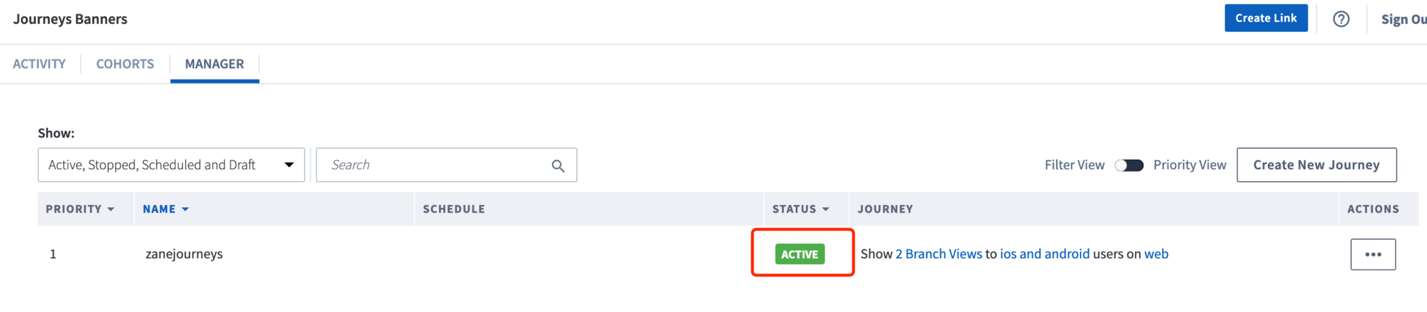 Journeys Banners
Create Link
Sign Ou
ACTIVITY COHORTS MANAGER
Show:
Active, Stopped, Scheduled and Draft
Search
Filter View Priority View
Create New Journey
PRIORITY NAME SCHEDULE STATUS JOURNEY ACTIONS
1 zanejourneys ACTIVE Show 2 Branch Views to ios and android users on web